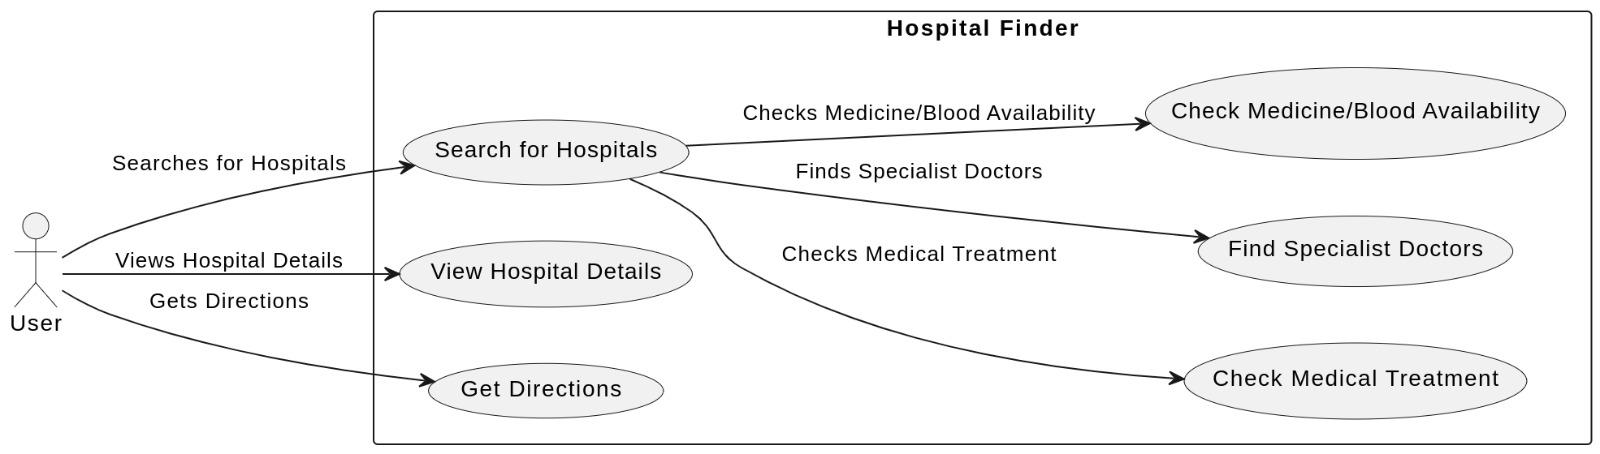 Hospital Finder
Checks Medicine/Blood Availability
Check Medicine/Blood Availability
Search for Hospitals
Searches for Hospitals
Finds Specialist Doctors
Find Specialist Doctors
Checks Medical Treatment
Views Hospital Details
View Hospital Details
Gets Directions
User
Get Directions
Check Medical Treatment